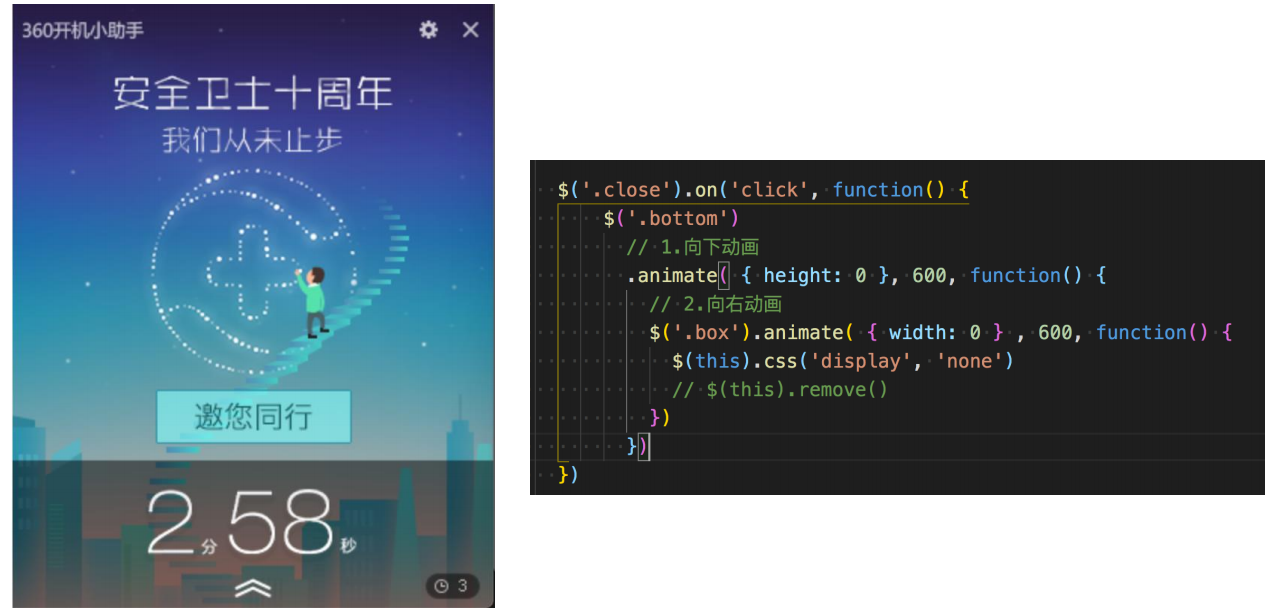 360开机小助手
安全卫士十周年
我们从未止步
邀您同行
2分58秒
3
$('.close').on('click', function() {
$('.bottom')
// 1.向下动画
.animate( { height: 0 }, 600, function() {
// 2.向右动画
$('.box').animate( { width: 0 } , 600, function() {
$(this).css('display', 'none')
// $(this).remove()
})
})
})